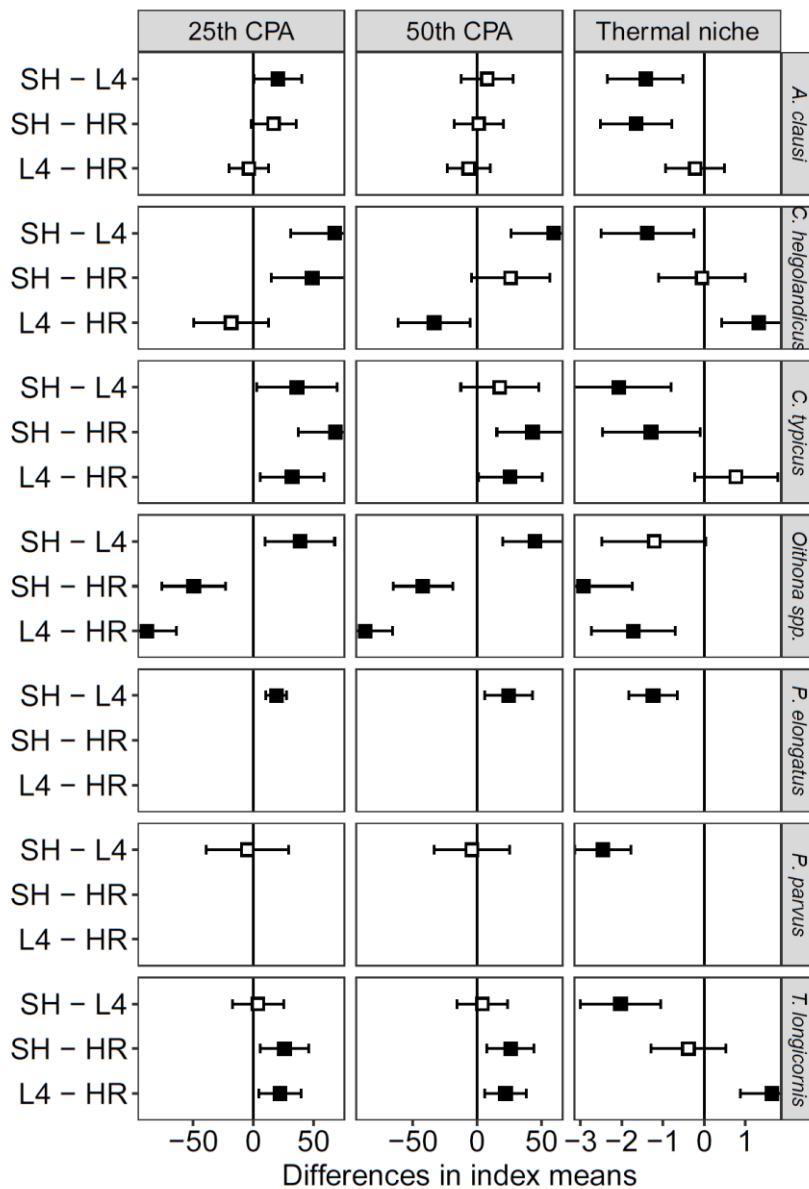 25th CPA 50th CPA Thermal niche
SH − L4
SH − HR
L4 − HR
A. clausi
SH − L4
SH − HR
L4 − HR
C. helgolandicus
SH − L4
SH − HR
L4 − HR
C. typicus
SH − L4
SH − HR
L4 − HR
Oithona spp.
SH − L4
SH − HR
L4 − HR
P. elongatus
SH − L4
SH − HR
L4 − HR
P. parvus
SH − L4
SH − HR
L4 − HR
T. longicornis
−50 0 50 −50 0 50 −3 −2 −1 0 1
Differences in index means